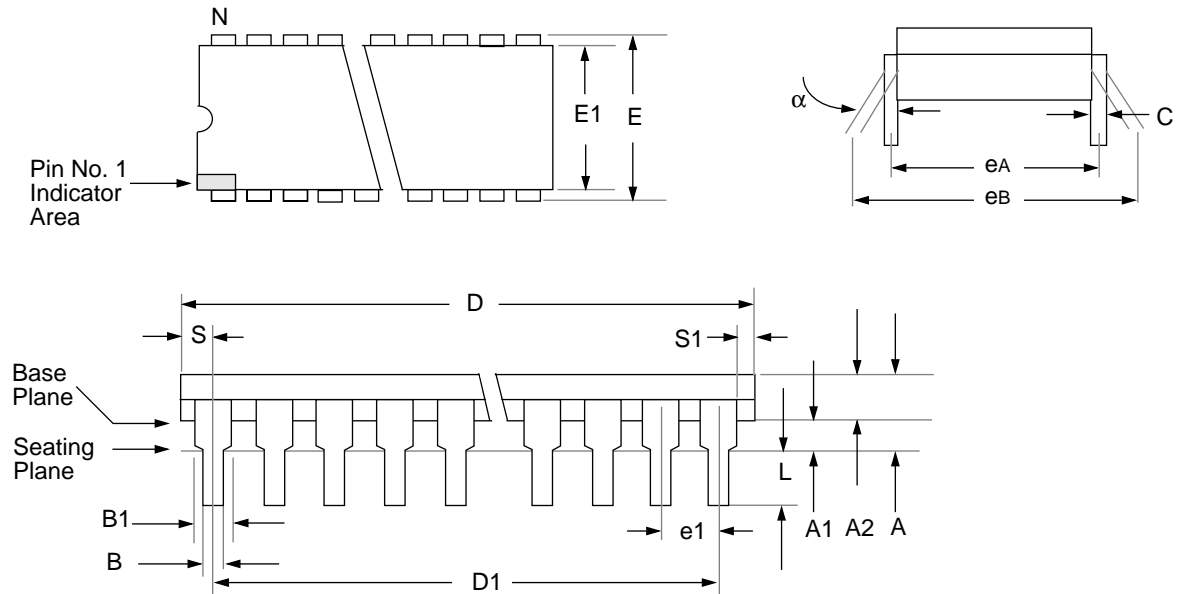 N
E1
E
Pin No. 1
Indicator
Area
α
C
eA
eB
D
S
S1
Base
Plane
Seating
Plane
L
B1
e1
A1
A2
A
B
D1